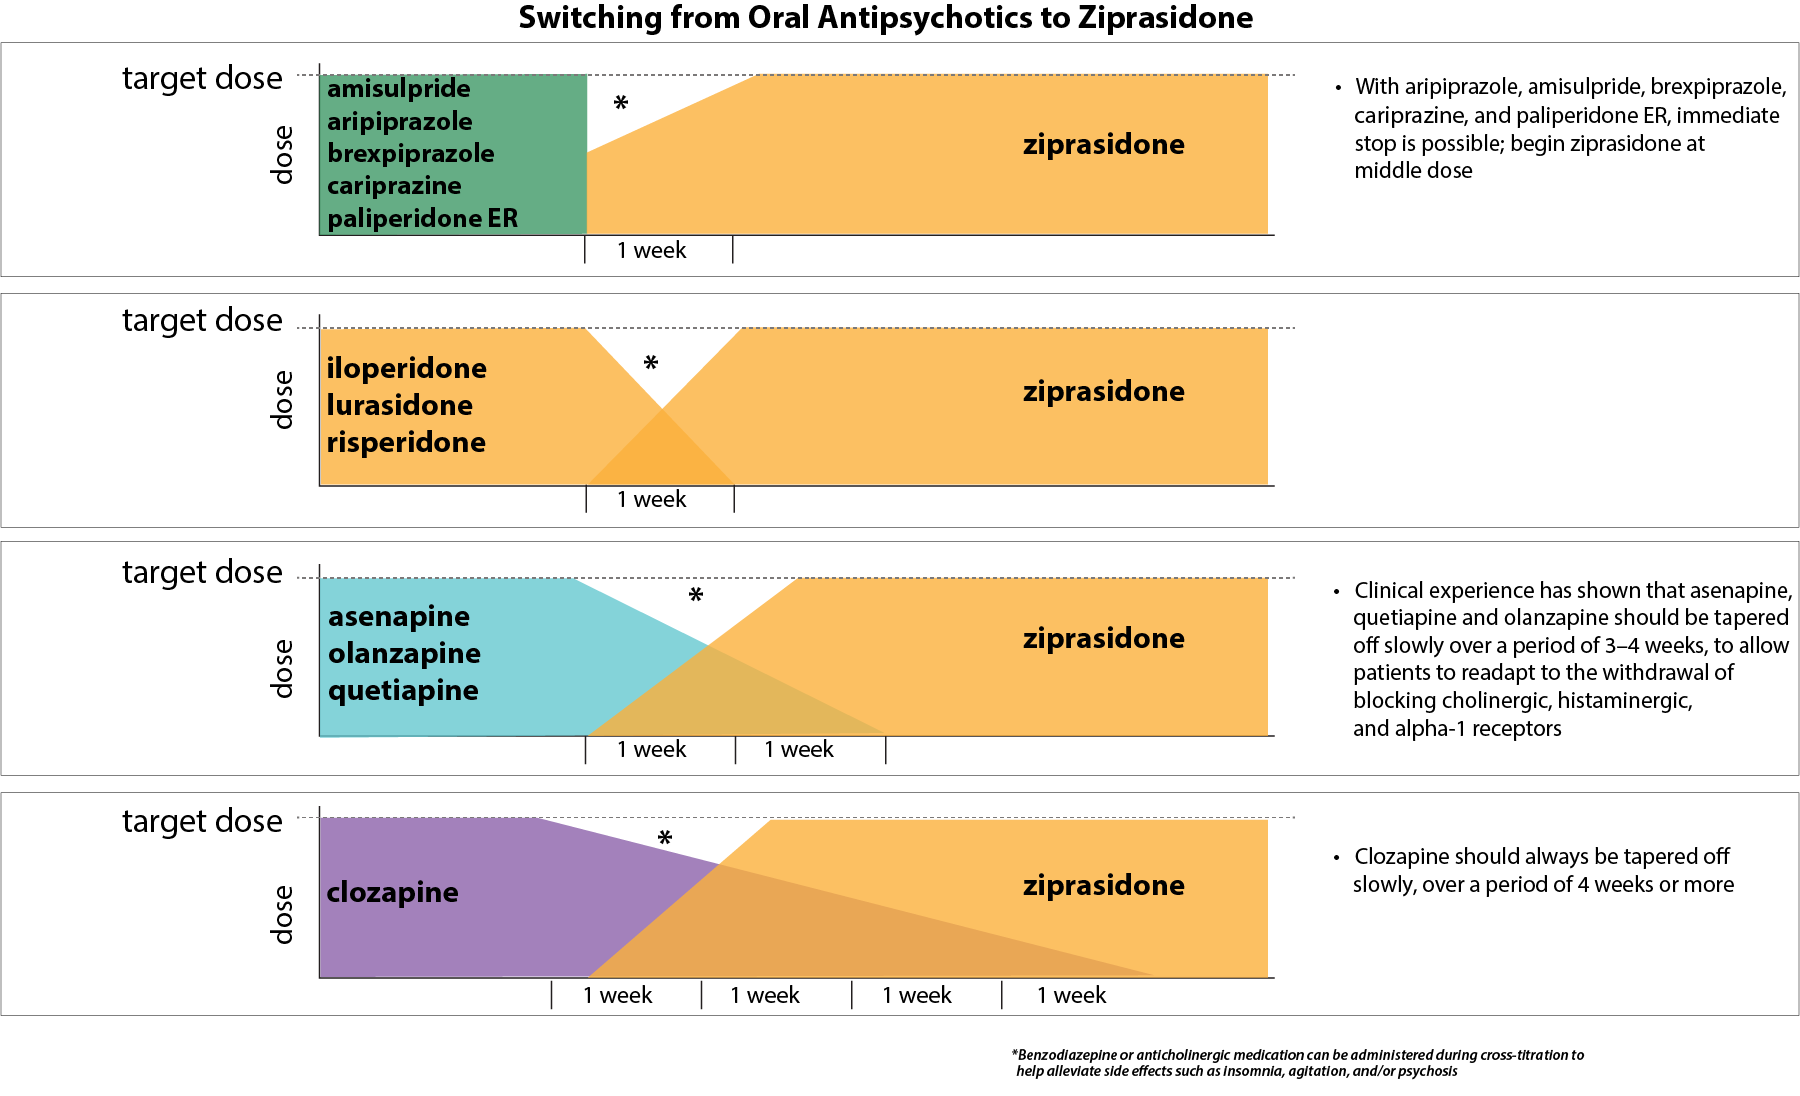 Switching from Oral Antipsychotics to Ziprasidone
target dose
dose
amisulpride
aripiprazole
brexpiprazole
cariprazine
paliperidone ER
*
ziprasidone
1 week
• With aripiprazole, amisulpride, brexpiprazole,
cariprazine, and paliperidone ER, immediate
stop is possible; begin ziprasidone at
middle dose
target dose
dose
iloperidone
lurasidone
risperidone
*
ziprasidone
1 week
target dose
dose
asenapine
olanzapine
quetiapine
*
ziprasidone
1 week 1 week
• Clinical experience has shown that asenapine,
quetiapine and olanzapine should be tapered
off slowly over a period of 3–4 weeks, to allow
patients to readapt to the withdrawal of
blocking cholinergic, histaminergic,
and alpha-1 receptors
target dose
dose
clozapine
*
ziprasidone
1 week 1 week 1 week 1 week
• Clozapine should always be tapered off
slowly, over a period of 4 weeks or more
*Benzodiazepine or anticholinergic medication can be administered during cross-titration to
help alleviate side effects such as insomnia, agitation, and/or psychosis